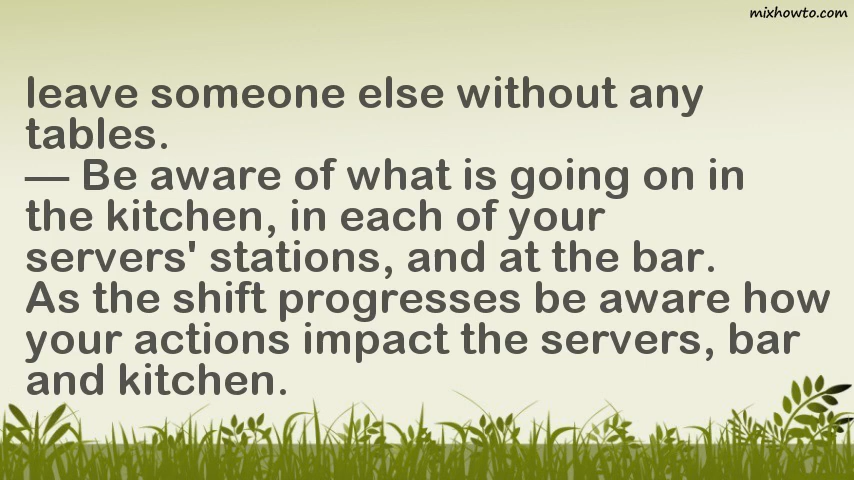 mixhowto.com
leave someone else without any
tables.
— Be aware of what is going on in
the kitchen, in each of your
servers' stations, and at the bar.
As the shift progresses be aware how
your actions impact the servers, bar
and kitchen.